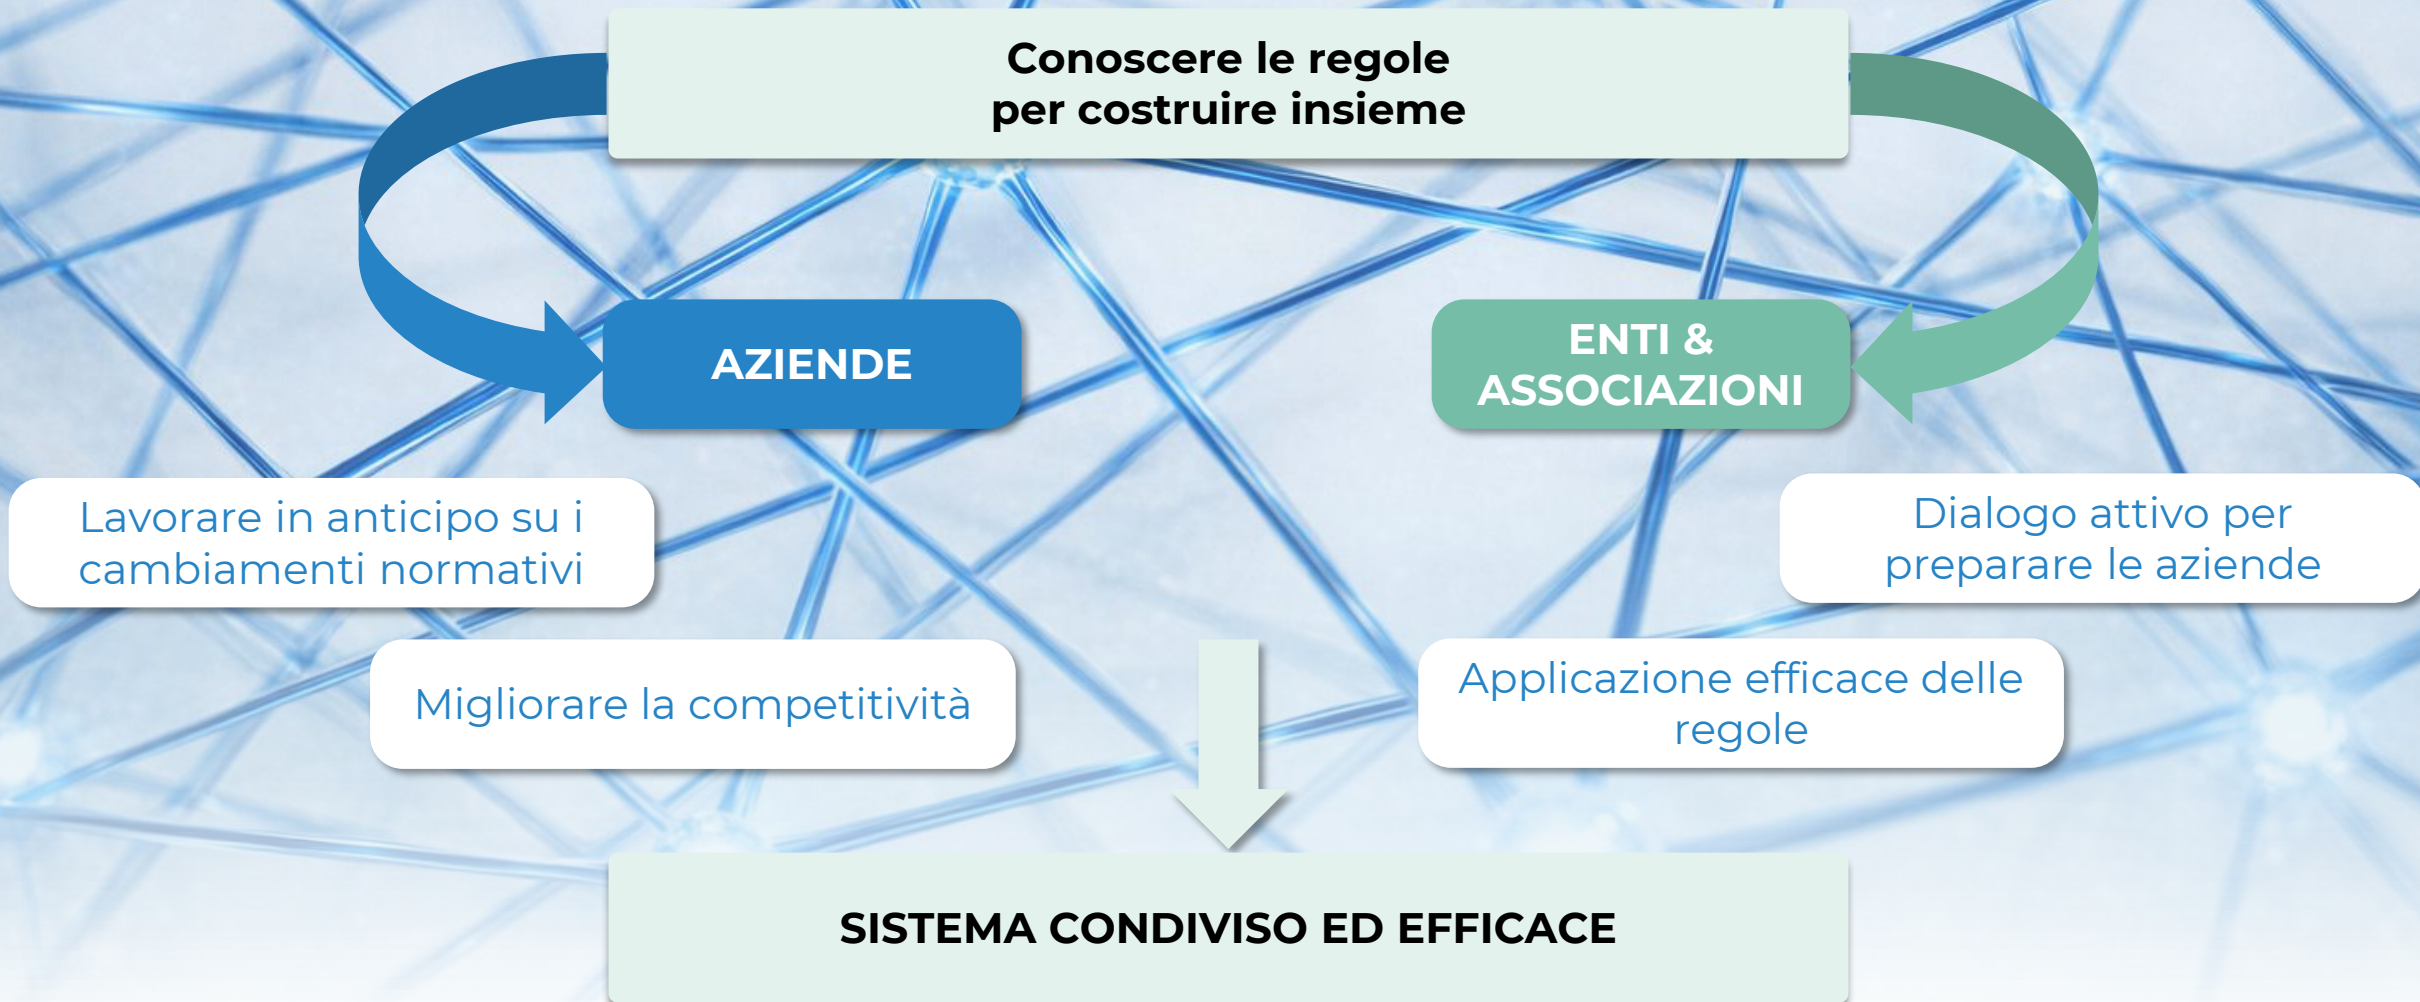 Conoscere le regole
per costruire insieme
AZIENDE
ENTI &
ASSOCIAZIONI
Lavorare in anticipo su i
cambiamenti normativi
Dialogo attivo per
preparare le aziende
Migliorare la competitività
Applicazione efficace delle
regole
SISTEMA CONDIVISO ED EFFICACE